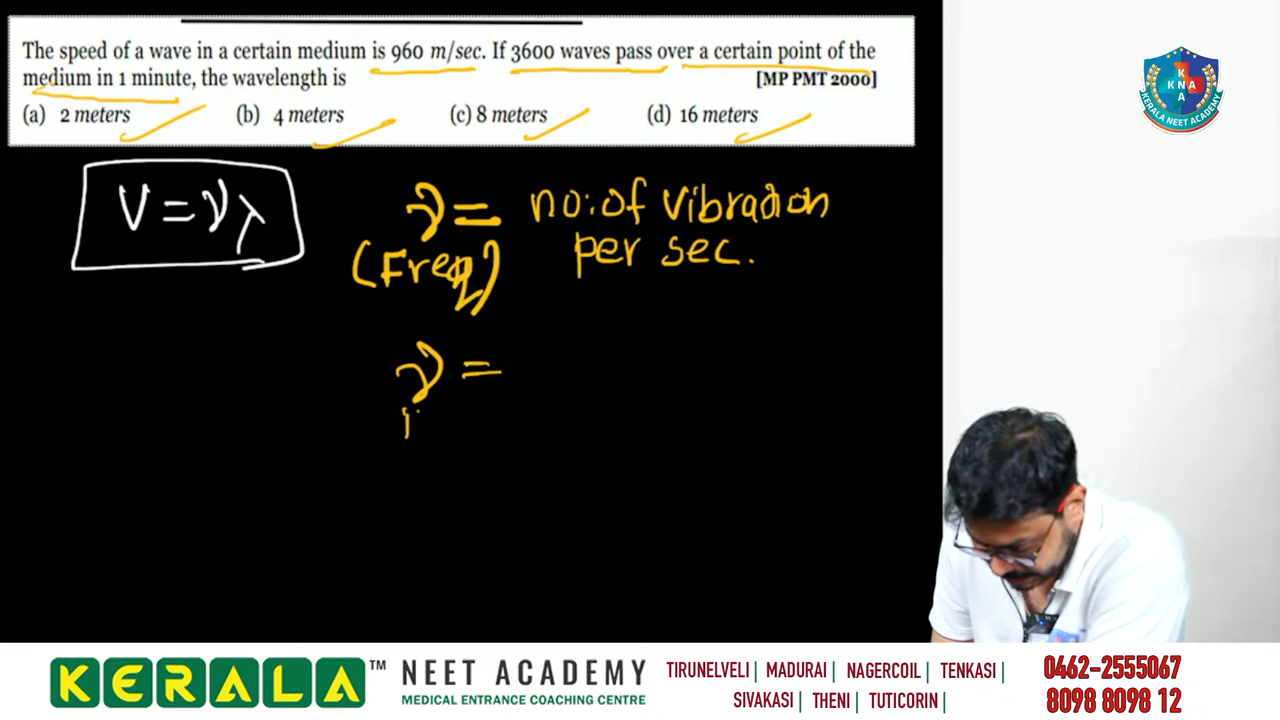 The speed of a wave in a certain medium is 960 m/sec. If 3600 waves pass over a certain point of the
medium in 1 minute, the wavelength is [MP PMT 2000]
(a) 2 meters (b) 4 meters (c) 8 meters (d) 16 meters
V = νλ
ν = no. of vibration
(Freq) per sec.
ν =
K
KNA
A
KERALA NEET ACADEMY
KERALA™
NEET ACADEMY
MEDICAL ENTRANCE COACHING CENTRE
TIRUNELVELI | MADURAI | NAGERCOIL | TENKASI |
SIVAKASI | THENI | TUTICORIN |
0462-2555067
8098 8098 12